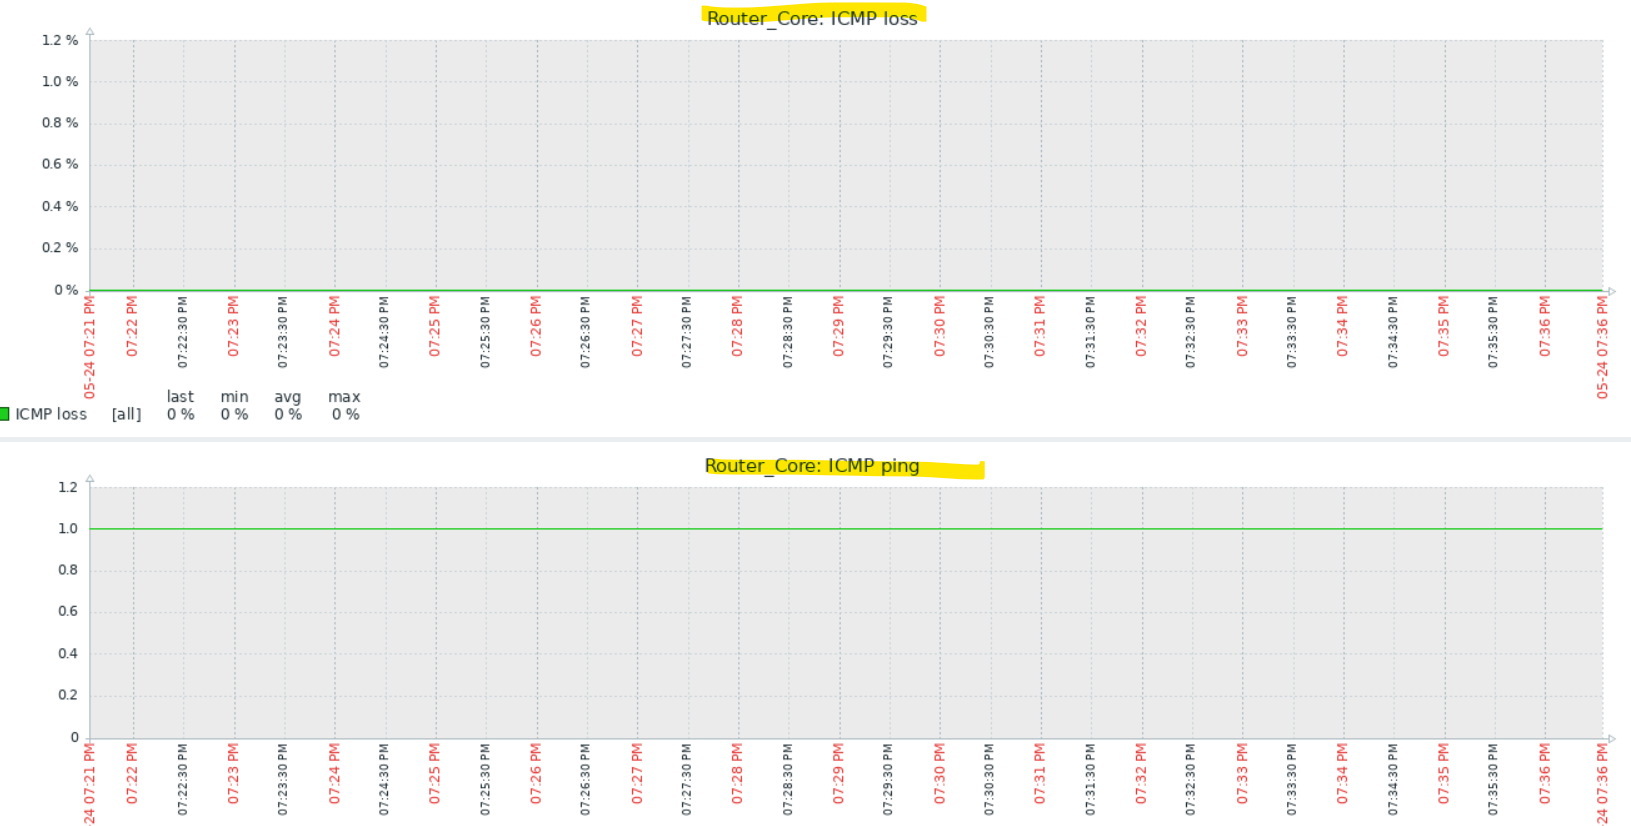 Router_Core: ICMP loss
1.2 %
1.0 %
0.8 %
0.6 %
0.4 %
0.2 %
0 %
05-24 07:21 PM
07:22 PM
07:22:30 PM
07:23 PM
07:23:30 PM
07:24 PM
07:24:30 PM
07:25 PM
07:25:30 PM
07:26 PM
07:26:30 PM
07:27 PM
07:27:30 PM
07:28 PM
07:28:30 PM
07:29 PM
07:29:30 PM
07:30 PM
07:30:30 PM
07:31 PM
07:31:30 PM
07:32 PM
07:32:30 PM
07:33 PM
07:33:30 PM
07:34 PM
07:34:30 PM
07:35 PM
07:35:30 PM
07:36 PM
05-24 07:36 PM
last min avg max
ICMP loss [all] 0 % 0 % 0 % 0 %
Router_Core: ICMP ping
1.2
1.0
0.8
0.6
0.4
0.2
0
-24 07:21 PM
07:22 PM
07:22:30 PM
07:23 PM
07:23:30 PM
07:24 PM
07:24:30 PM
07:25 PM
07:25:30 PM
07:26 PM
07:26:30 PM
07:27 PM
07:27:30 PM
07:28 PM
07:28:30 PM
07:29 PM
07:29:30 PM
07:30 PM
07:30:30 PM
07:31 PM
07:31:30 PM
07:32 PM
07:32:30 PM
07:33 PM
07:33:30 PM
07:34 PM
07:34:30 PM
07:35 PM
07:35:30 PM
07:36 PM
-24 07:36 PM